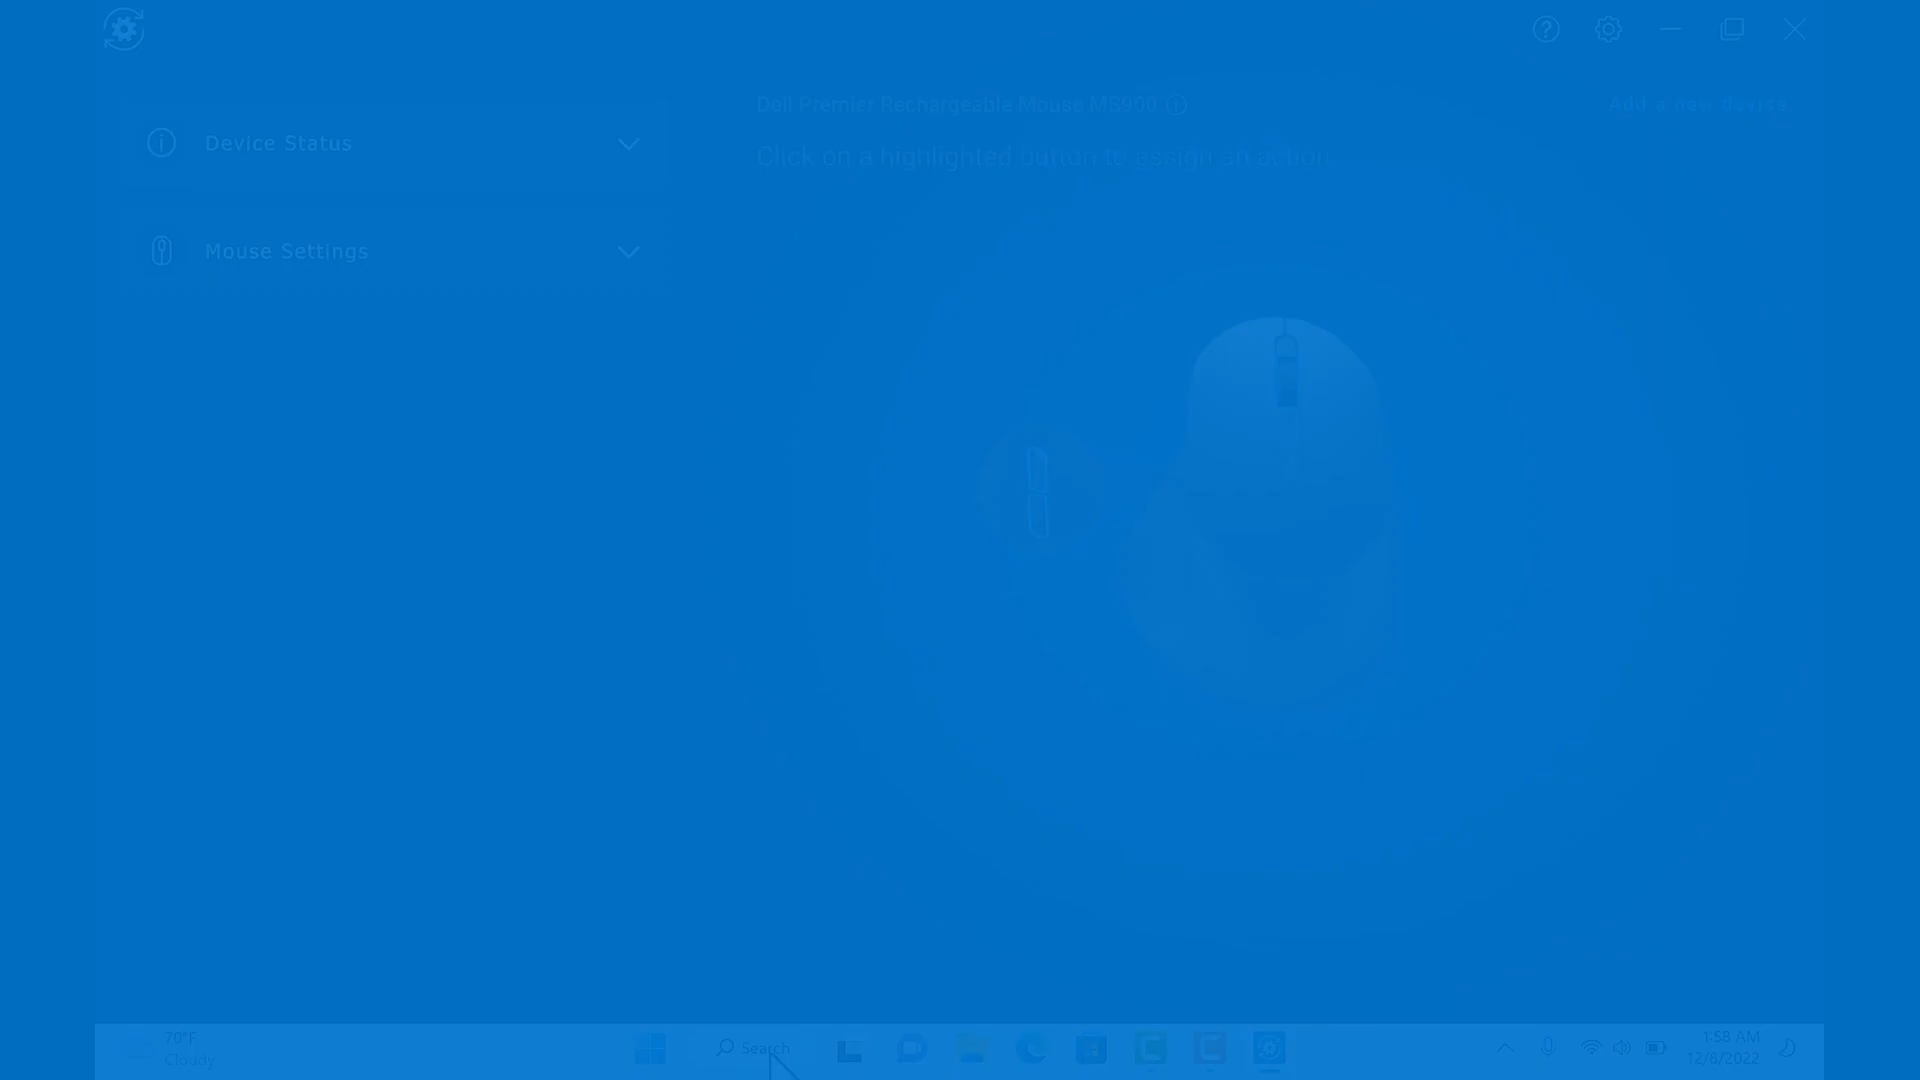 Dell Premier Rechargeable Mouse MS900
Add a new device
Device Status
Click on a highlighted button to assign an action
Mouse Settings
70°F
Cloudy
Search
1:58 AM
12/8/2022